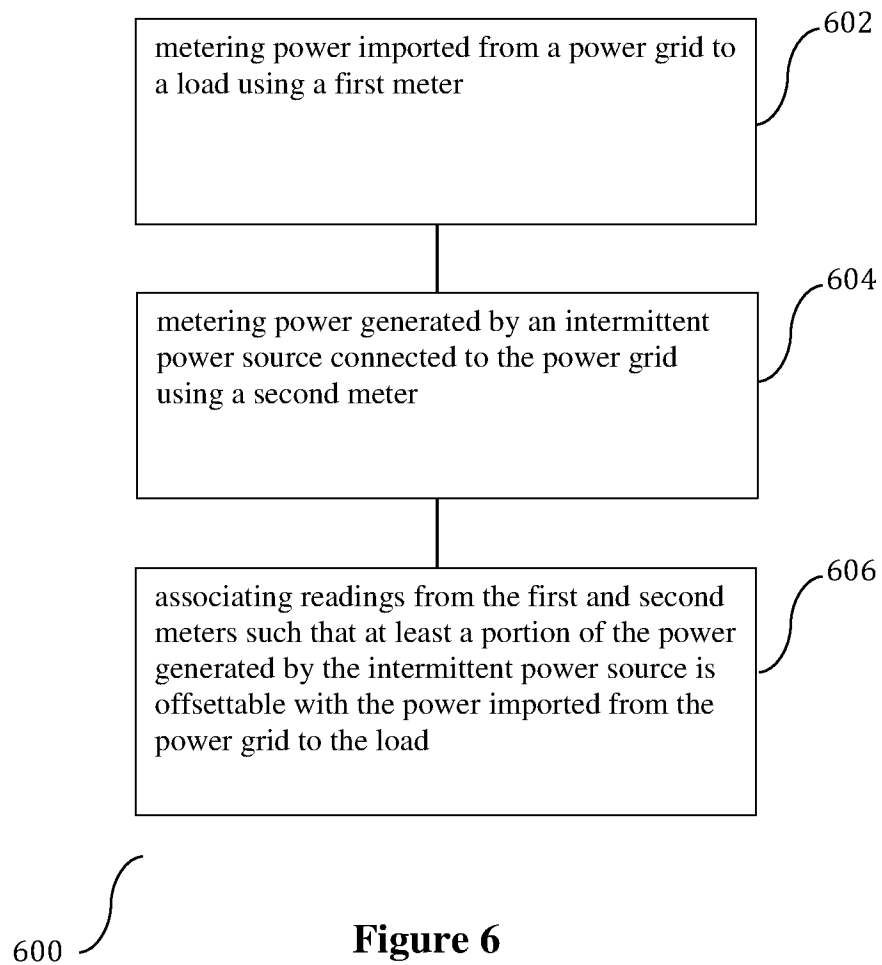 602
metering power imported from a power grid to
a load using a first meter
604
metering power generated by an intermittent
power source connected to the power grid
using a second meter
606
associating readings from the first and second
meters such that at least a portion of the power
generated by the intermittent power source is
offsettable with the power imported from the
power grid to the load
600
Figure 6